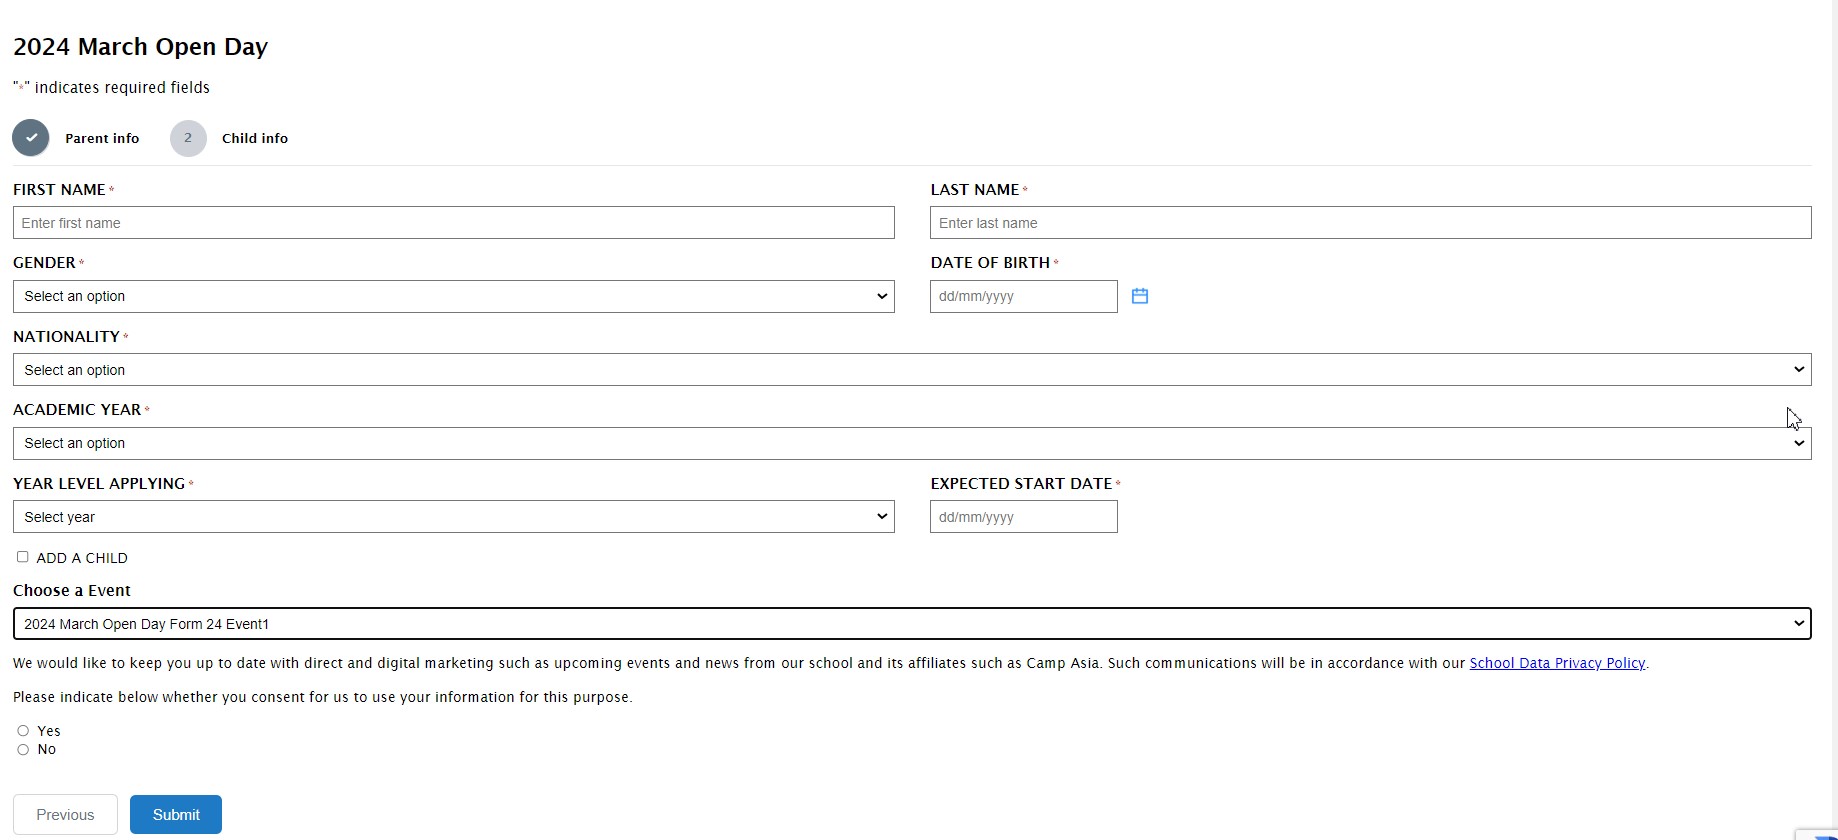 2024 March Open Day
"*" indicates required fields
Parent info
2
Child info
FIRST NAME *
LAST NAME *
Enter first name
Enter last name
GENDER *
DATE OF BIRTH *
Select an option
dd/mm/yyyy
NATIONALITY *
Select an option
ACADEMIC YEAR *
Select an option
YEAR LEVEL APPLYING *
EXPECTED START DATE *
Select year
dd/mm/yyyy
ADD A CHILD
Choose a Event
2024 March Open Day Form 24 Event1
We would like to keep you up to date with direct and digital marketing such as upcoming events and news from our school and its affiliates such as Camp Asia. Such communications will be in accordance with our School Data Privacy Policy.
Please indicate below whether you consent for us to use your information for this purpose.
Yes
No
Previous
Submit